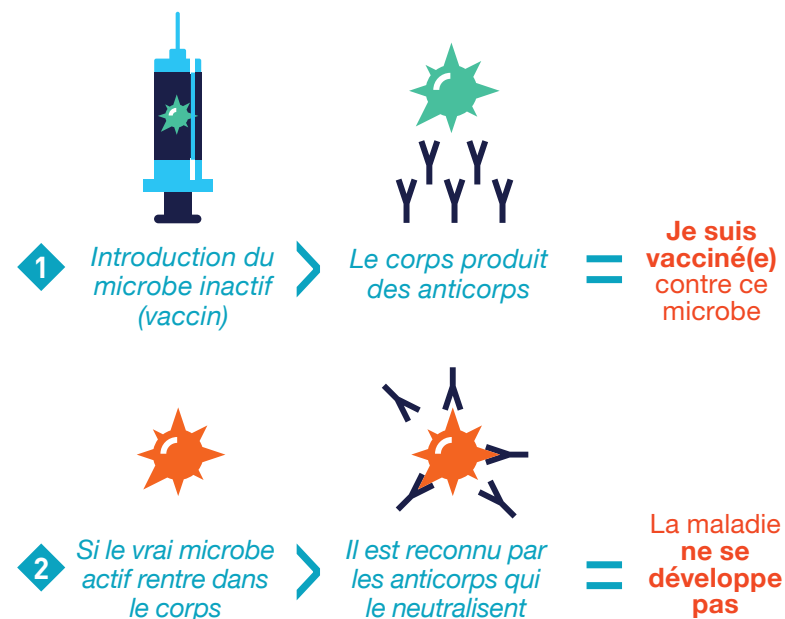 1
Introduction du
microbe inactif
(vaccin)
>
Le corps produit
des anticorps
=
Je suis
vacciné(e)
contre ce
microbe
2
Si le vrai microbe
actif rentre dans
le corps
>
Il est reconnu par
les anticorps qui
le neutralisent
=
La maladie
ne se
développe
pas